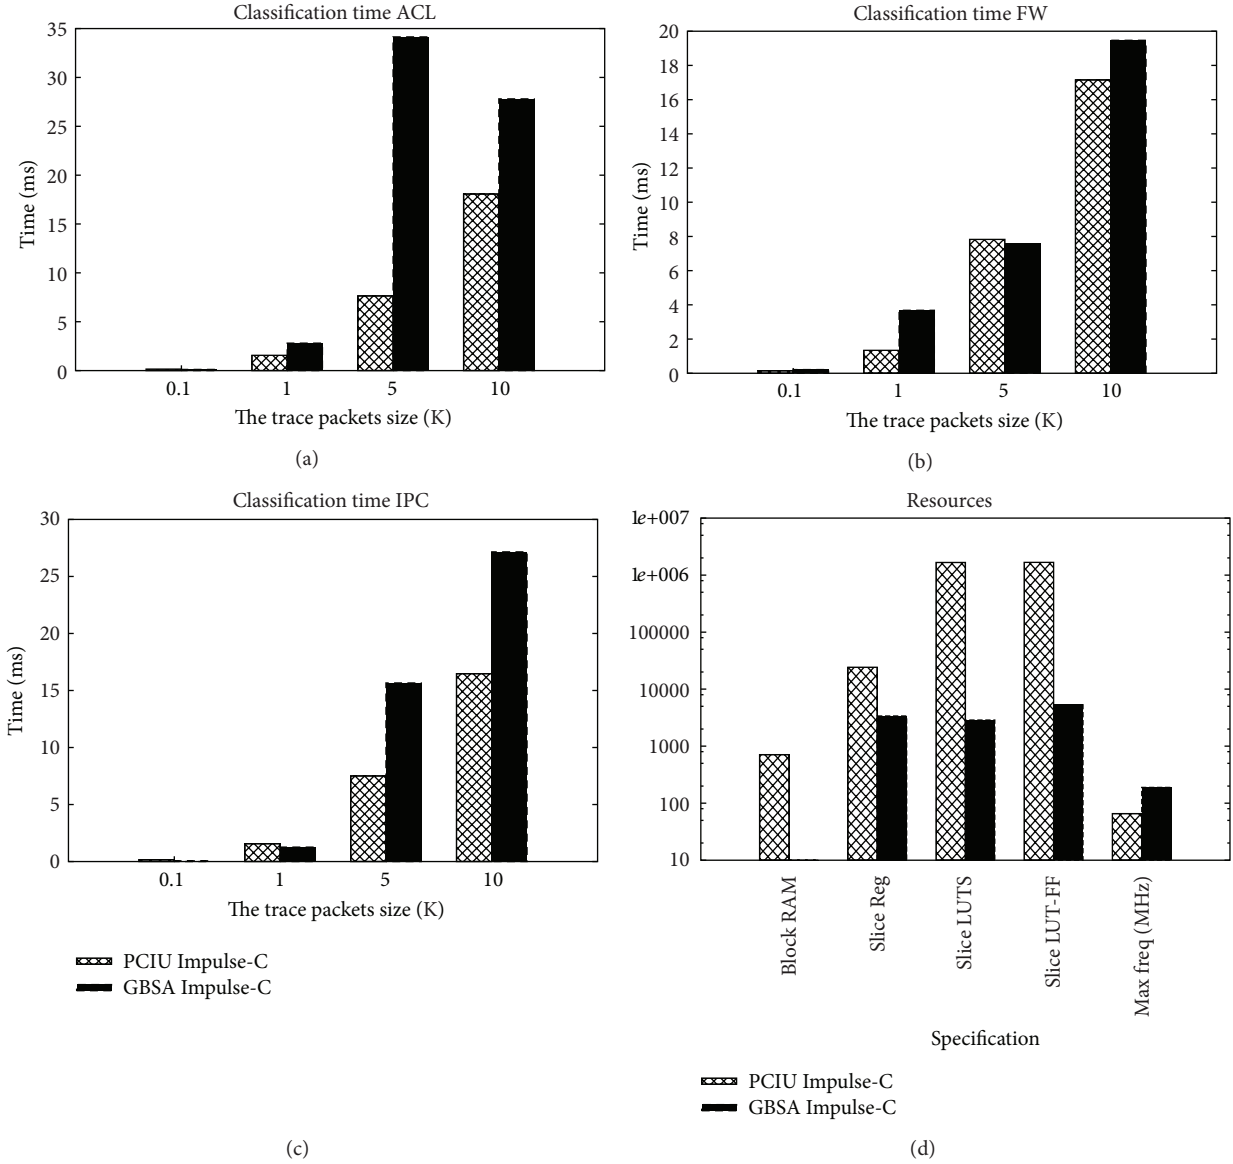 Classification time ACL
35
30
25
20
15
10
5
0
Time (ms)
0.1 1 5 10
The trace packets size (K)
(a)
Classification time FW
20
18
16
14
12
10
8
6
4
2
0
Time (ms)
0.1 1 5 10
The trace packets size (K)
(b)
Classification time IPC
30
25
20
15
10
5
0
Time (ms)
0.1 1 5 10
The trace packets size (K)
PCIU Impulse-C
GBSA Impulse-C
(c)
Resources
1e+007
1e+006
100000
10000
1000
100
10
Block RAM
Slice Reg
Slice LUTS
Slice LUT-FF
Max freq (MHz)
Specification
PCIU Impulse-C
GBSA Impulse-C
(d)